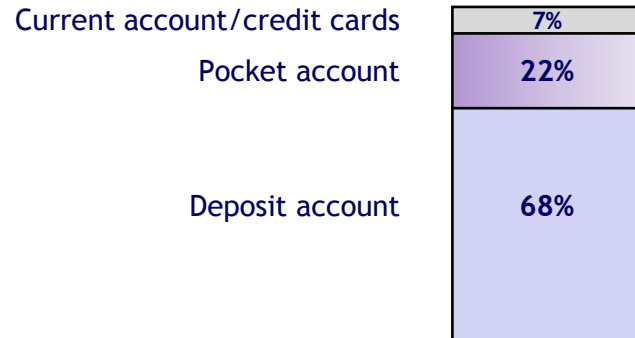 Current account/credit cards 7%
Pocket account 22%
Deposit account 68%